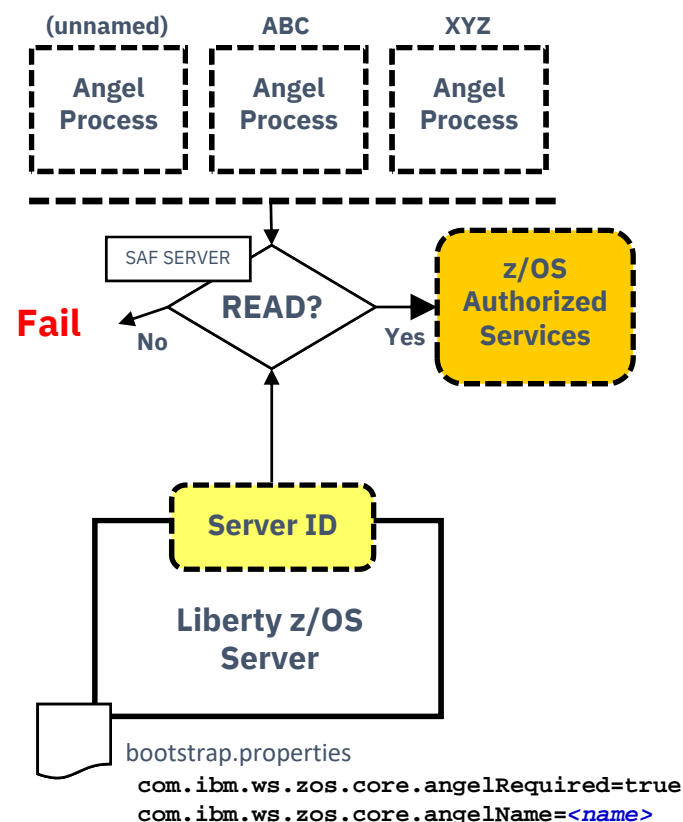 (unnamed) ABC XYZ
Angel Process
Angel Process
Angel Process
SAF SERVER
READ?
Fail
No
Yes
z/OS
Authorized
Services
Server ID
Liberty z/OS
Server
bootstrap.properties
com.ibm.ws.zos.core.angelRequired=true
com.ibm.ws.zos.core.angelName=<name>